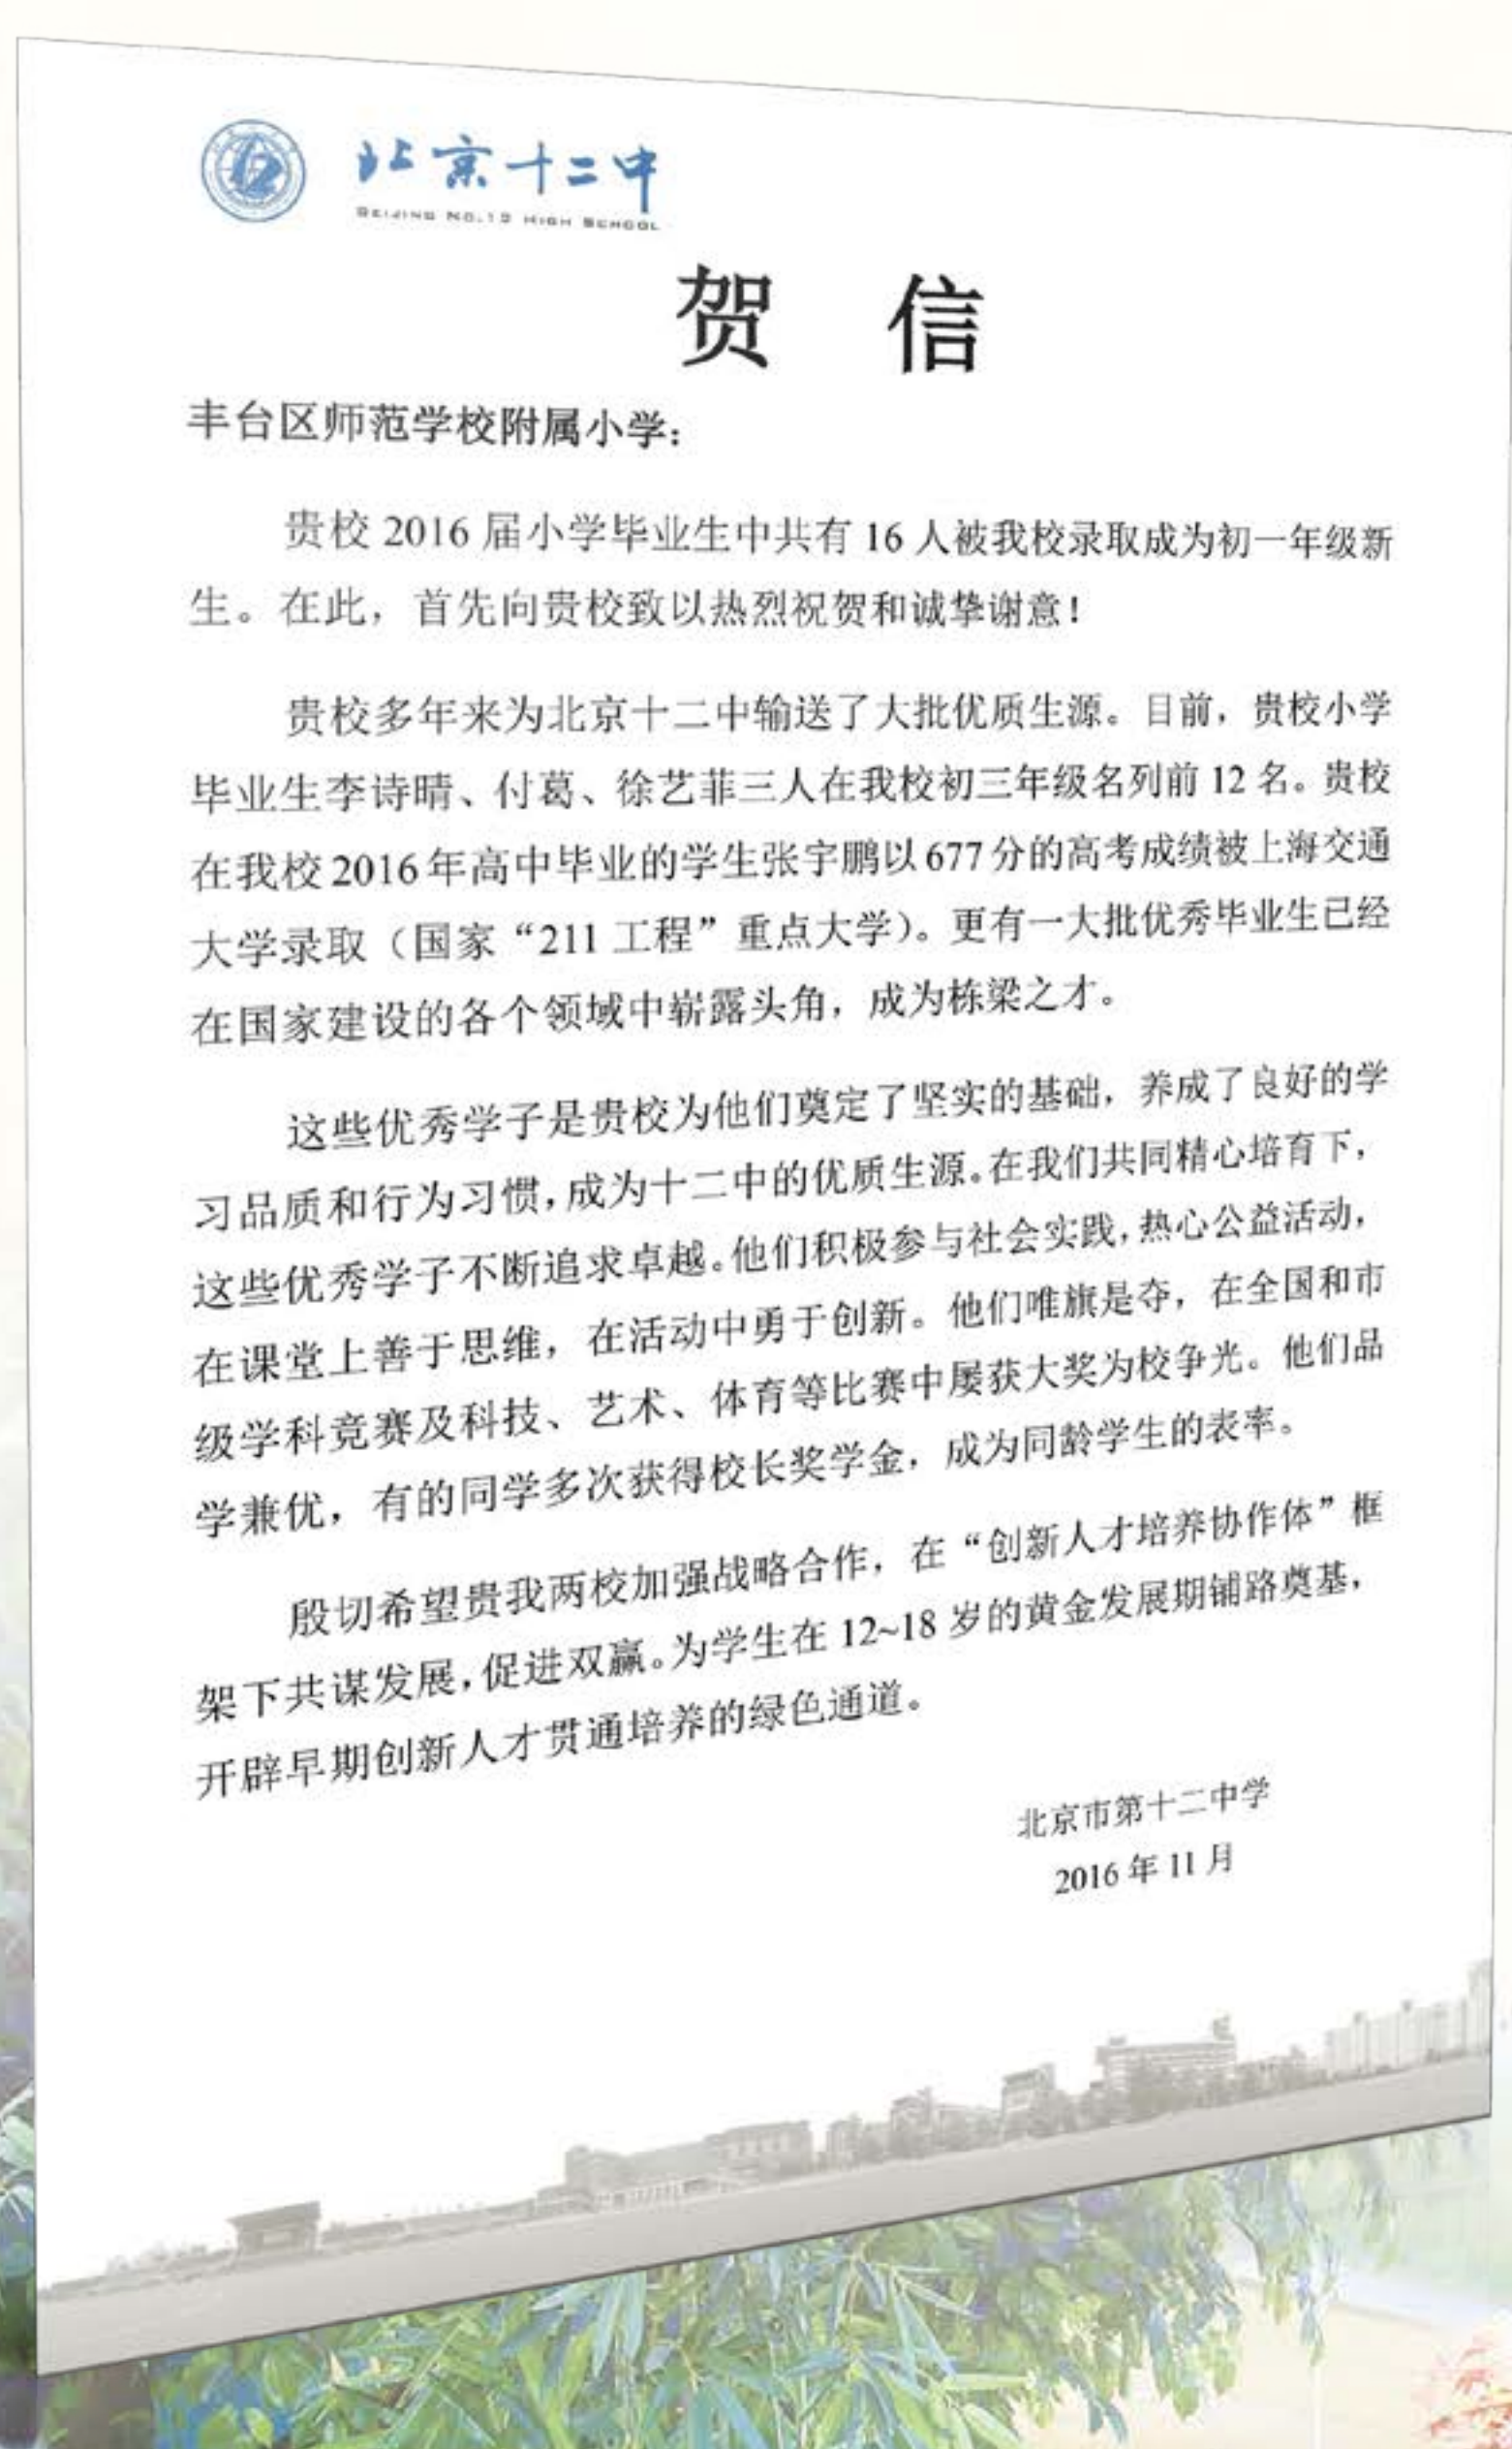 北京十二中
BEIJING NO.12 HIGH SCHOOL
贺 信
丰台区师范学校附属小学：
贵校 2016 届小学毕业生中共有 16 人被我校录取成为初一年级新
生。在此，首先向贵校致以热烈祝贺和诚挚谢意！
贵校多年来为北京十二中输送了大批优质生源。目前，贵校小学
毕业生李诗晴、付葛、徐艺菲三人在我校初三年级名列前 12 名。贵校
在我校 2016 年高中毕业的学生张宇鹏以 677 分的高考成绩被上海交通
大学录取（国家“211 工程”重点大学）。更有一大批优秀毕业生已经
在国家建设的各个领域中崭露头角，成为栋梁之才。
这些优秀学子是贵校为他们奠定了坚实的基础，养成了良好的学
习品质和行为习惯，成为十二中的优质生源。在我们共同精心培育下，
这些优秀学子不断追求卓越。他们积极参与社会实践，热心公益活动，
在课堂上善于思维，在活动中勇于创新。他们唯旗是夺，在全国和市
级学科竞赛及科技、艺术、体育等比赛中屡获大奖为校争光。他们品
学兼优，有的同学多次获得校长奖学金，成为同龄学生的表率。
殷切希望贵我两校加强战略合作，在“创新人才培养协作体”框
架下共谋发展，促进双赢。为学生在 12~18 岁的黄金发展期铺路奠基，
开辟早期创新人才贯通培养的绿色通道。
北京市第十二中学
2016 年 11 月